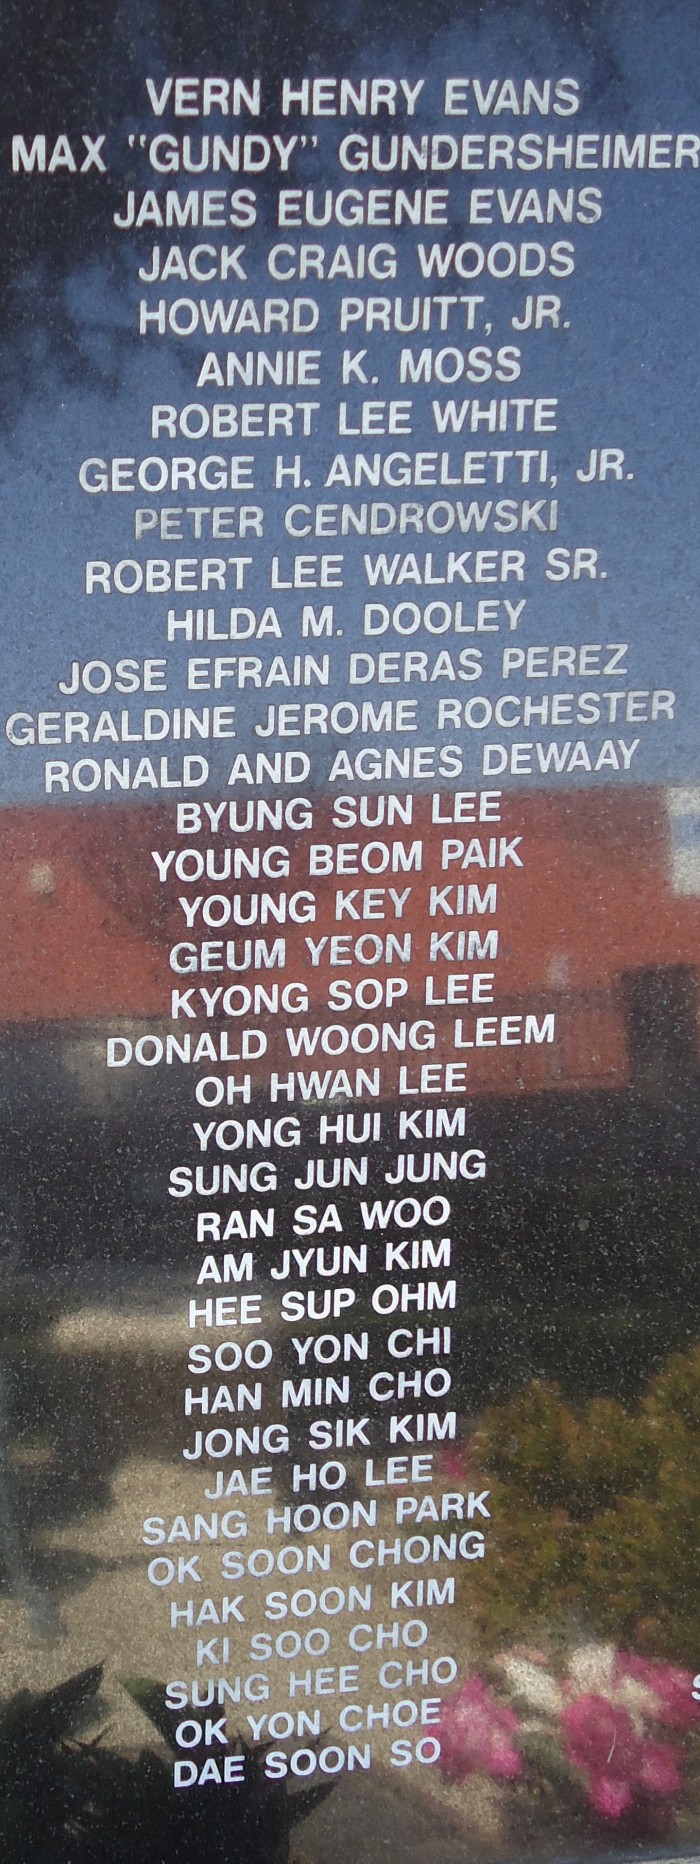 VERN HENRY EVANS
MAX "GUNDY" GUNDERSHEIMER
JAMES EUGENE EVANS
JACK CRAIG WOODS
HOWARD PRUITT, JR.
ANNIE K. MOSS
ROBERT LEE WHITE
GEORGE H. ANGELETTI, JR.
PETER CENDROWSKI
ROBERT LEE WALKER SR.
HILDA M. DOOLEY
JOSE EFRAIN DERAS PEREZ
GERALDINE JEROME ROCHESTER
RONALD AND AGNES DEWAAY
BYUNG SUN LEE
YOUNG BEOM PAIK
YOUNG KEY KIM
GEUM YEON KIM
KYONG SOP LEE
DONALD WOONG LEEM
OH HWAN LEE
YONG HUI KIM
SUNG JUN JUNG
RAN SA WOO
AM JYUN KIM
HEE SUP OHM
SOO YON CHI
HAN MIN CHO
JONG SIK KIM
JAE HO LEE
SANG HOON PARK
OK SOON CHONG
HAK SOON KIM
KI SOO CHO
SUNG HEE CHO
OK YON CHOE
DAE SOON SO